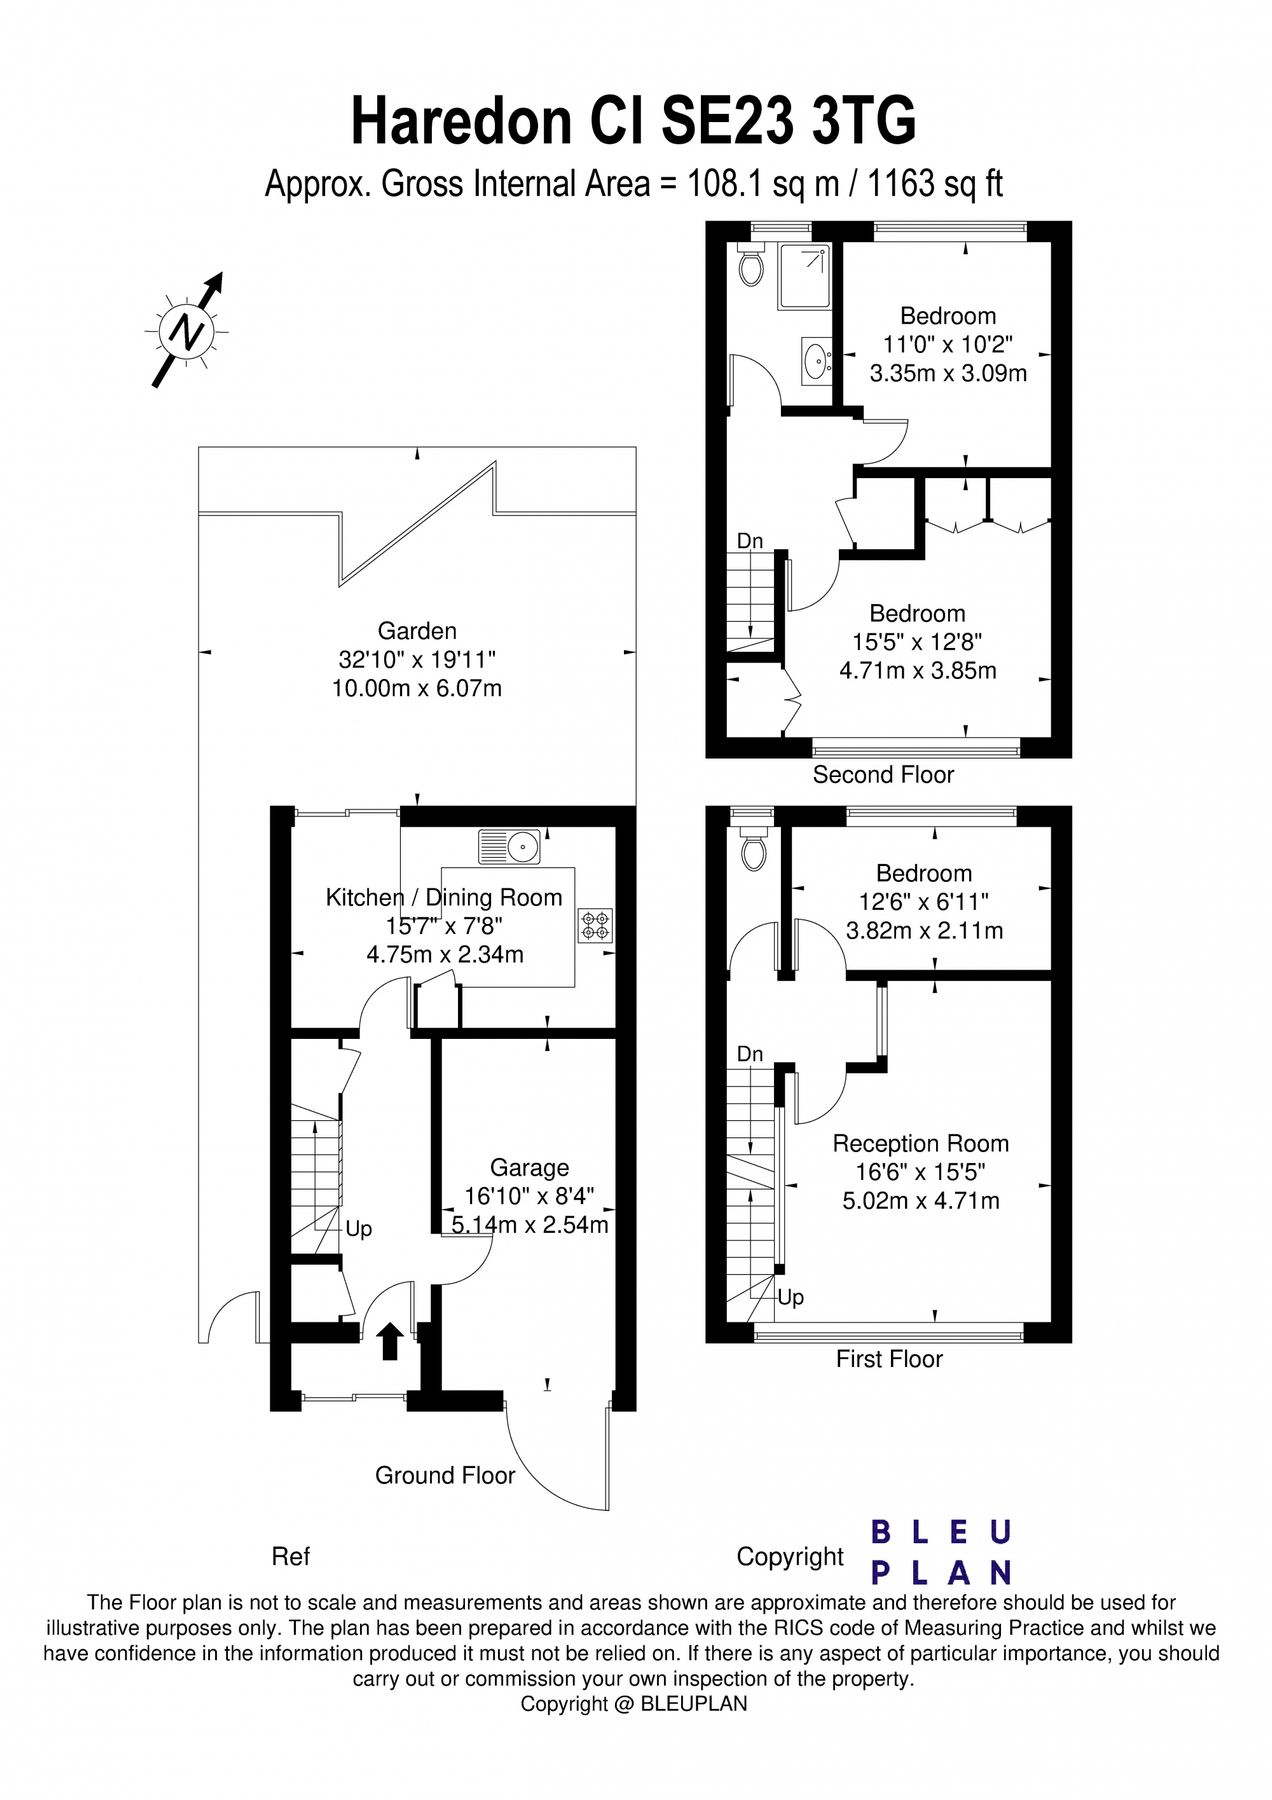 Haredon Cl SE23 3TG
Approx. Gross Internal Area = 108.1 sq m / 1163 sq ft
N
Bedroom
11'0" x 10'2"
3.35m x 3.09m
Dn
Bedroom
15'5" x 12'8"
4.71m x 3.85m
Second Floor
Garden
32'10" x 19'11"
10.00m x 6.07m
Kitchen / Dining Room
15'7" x 7'8"
4.75m x 2.34m
Garage
16'10" x 8'4"
5.14m x 2.54m
Up
Ground Floor
Bedroom
12'6" x 6'11"
3.82m x 2.11m
Dn
Reception Room
16'6" x 15'5"
5.02m x 4.71m
Up
First Floor
Ref
Copyright
BLEU
PLAN
The Floor plan is not to scale and measurements and areas shown are approximate and therefore should be used for
illustrative purposes only. The plan has been prepared in accordance with the RICS code of Measuring Practice and whilst we
have confidence in the information produced it must not be relied on. If there is any aspect of particular importance, you should
carry out or commission your own inspection of the property.
Copyright @ BLEUPLAN